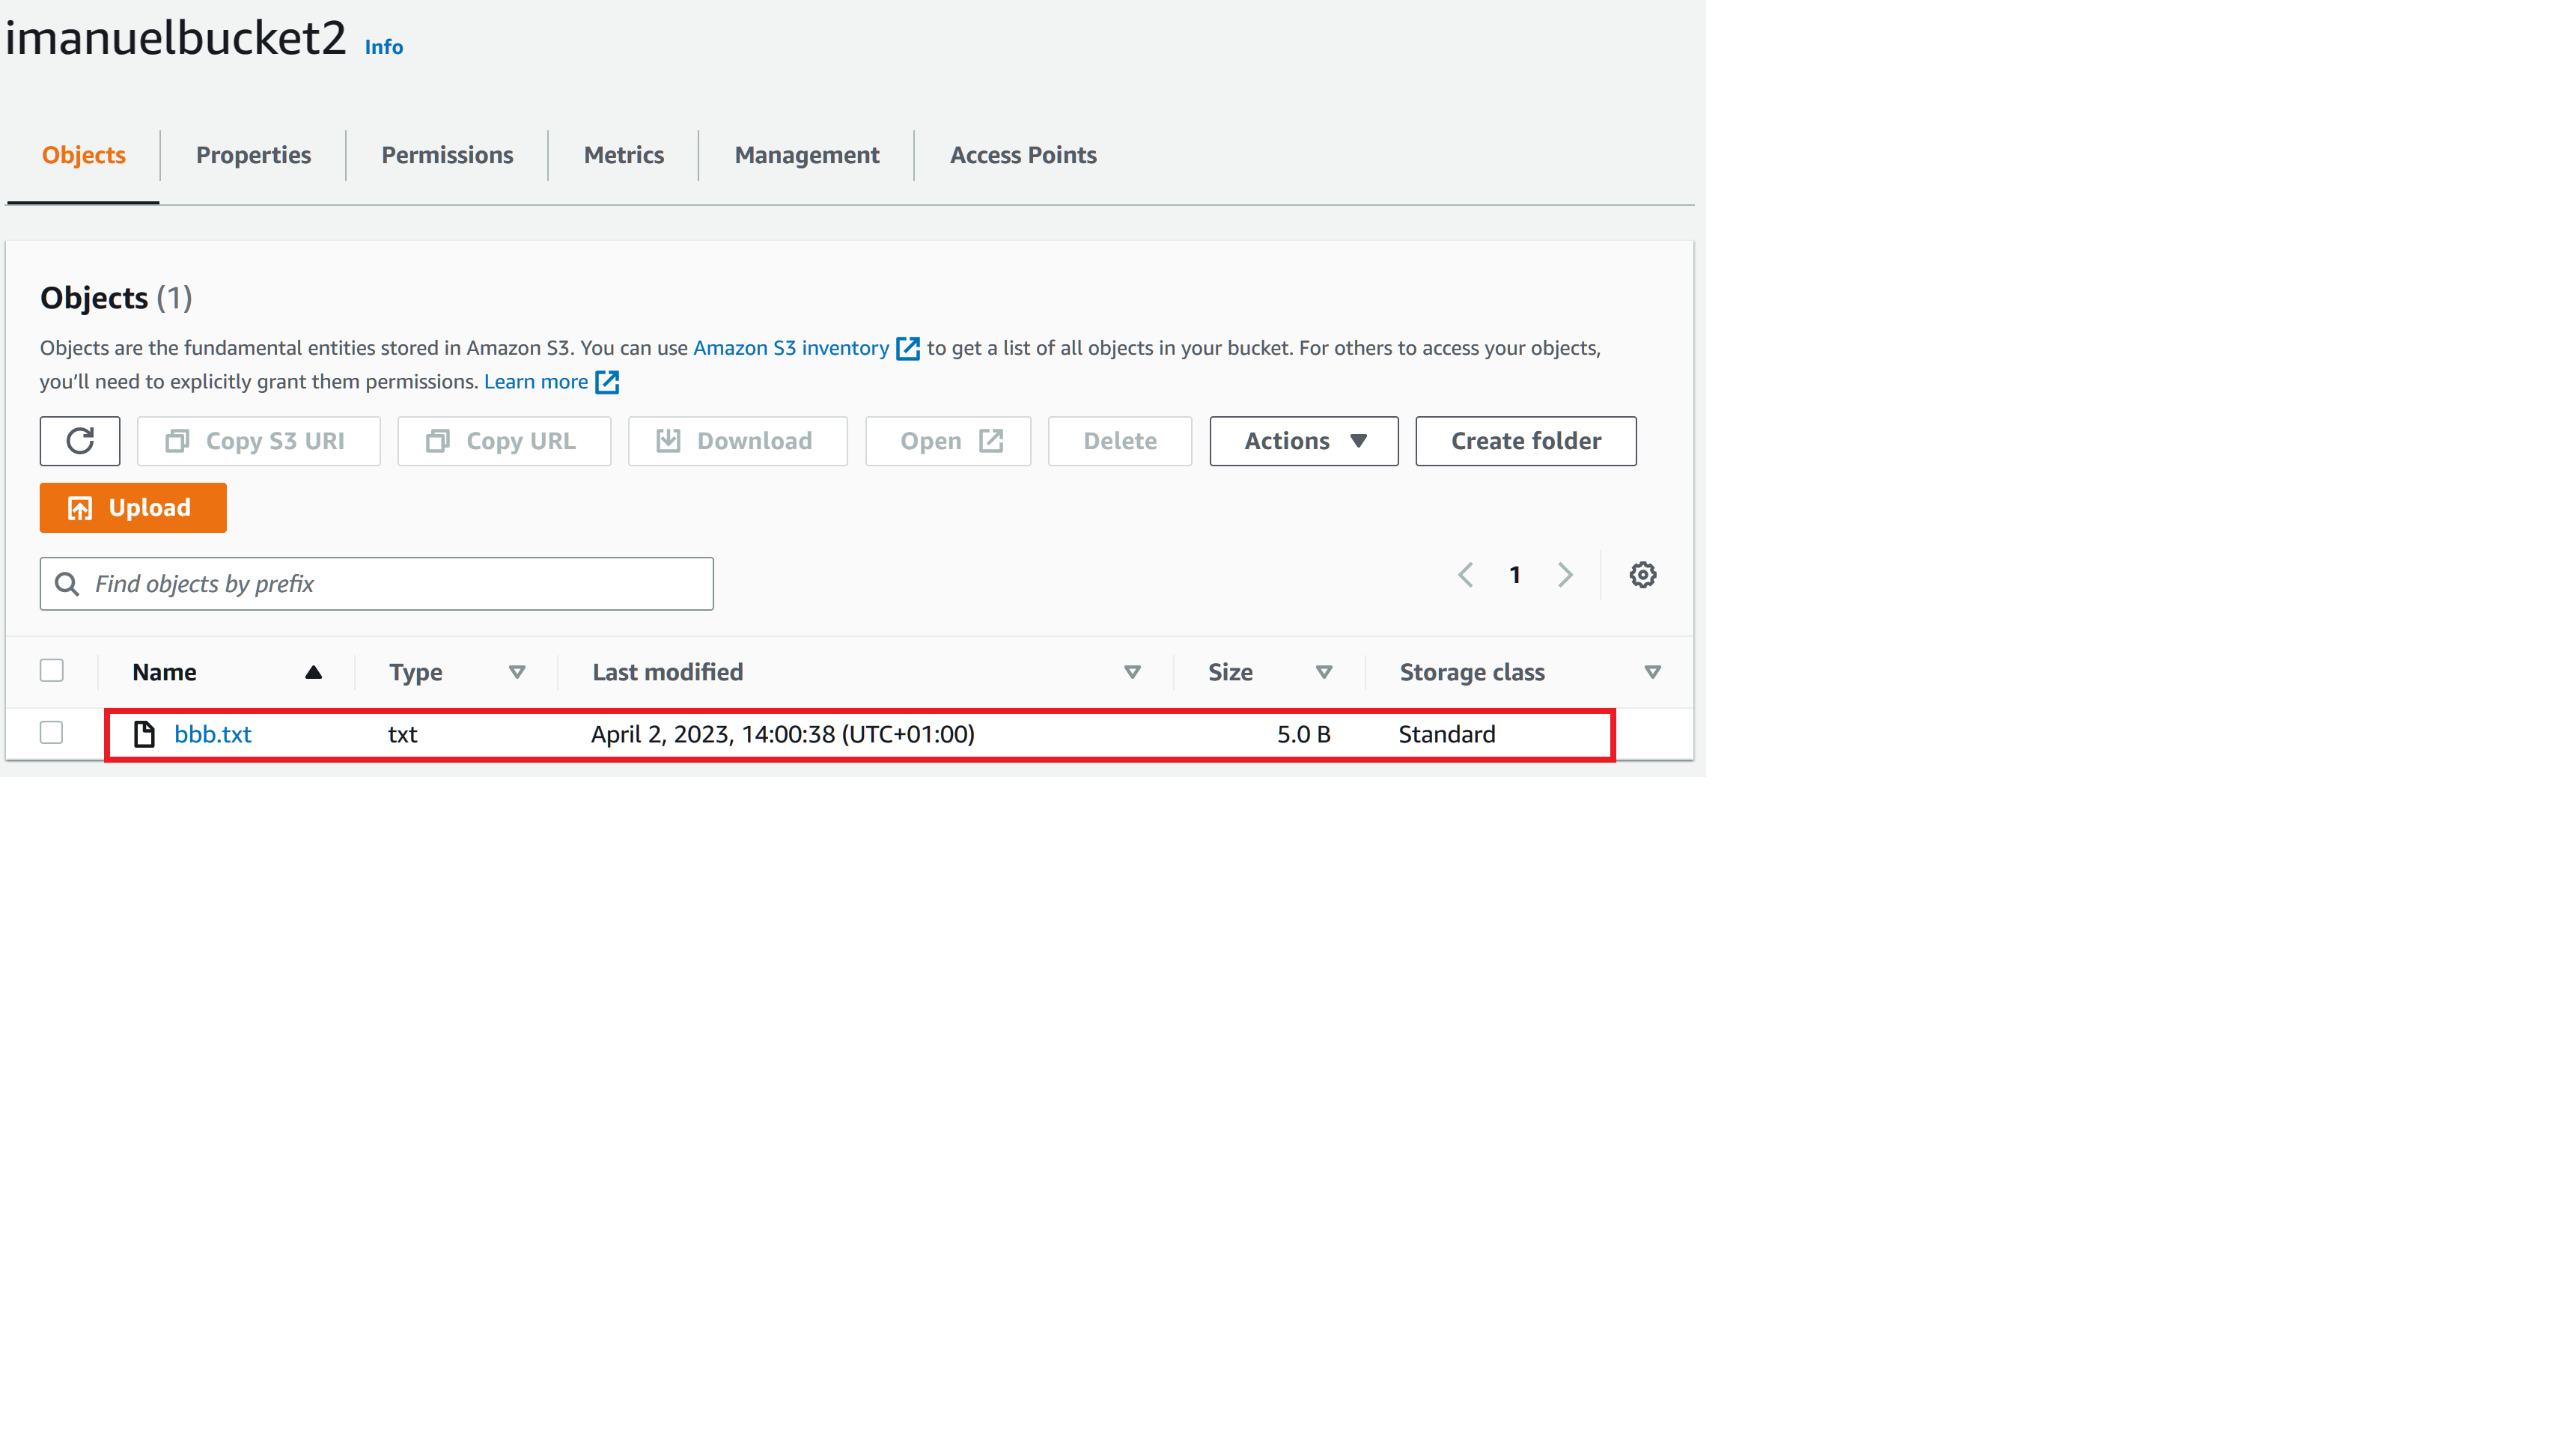 imanuelbucket2 Info
Objects Properties Permissions Metrics Management Access Points
Objects (1)
Objects are the fundamental entities stored in Amazon S3. You can use Amazon S3 inventory to get a list of all objects in your bucket. For others to access your objects,
you’ll need to explicitly grant them permissions. Learn more
Copy S3 URI Copy URL Download Open Delete Actions Create folder
Upload
Find objects by prefix 1
Name Type Last modified Size Storage class
bbb.txt txt April 2, 2023, 14:00:38 (UTC+01:00) 5.0 B Standard